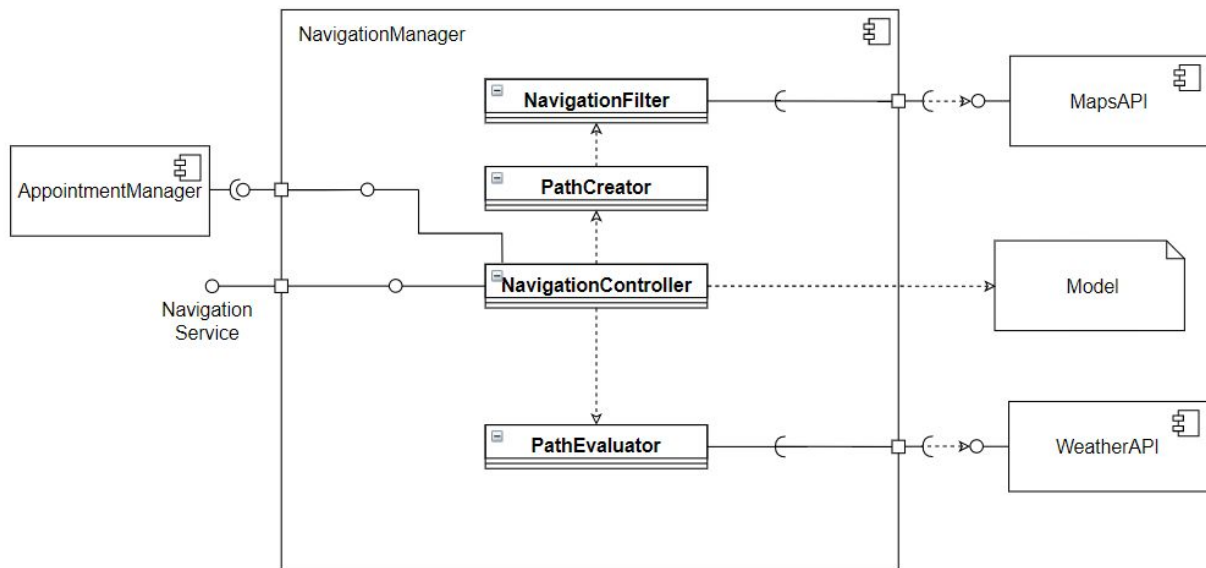 NavigationManager
NavigationFilter
MapsAPI
PathCreator
AppointmentManager
NavigationController
Model
Navigation
Service
PathEvaluator
WeatherAPI